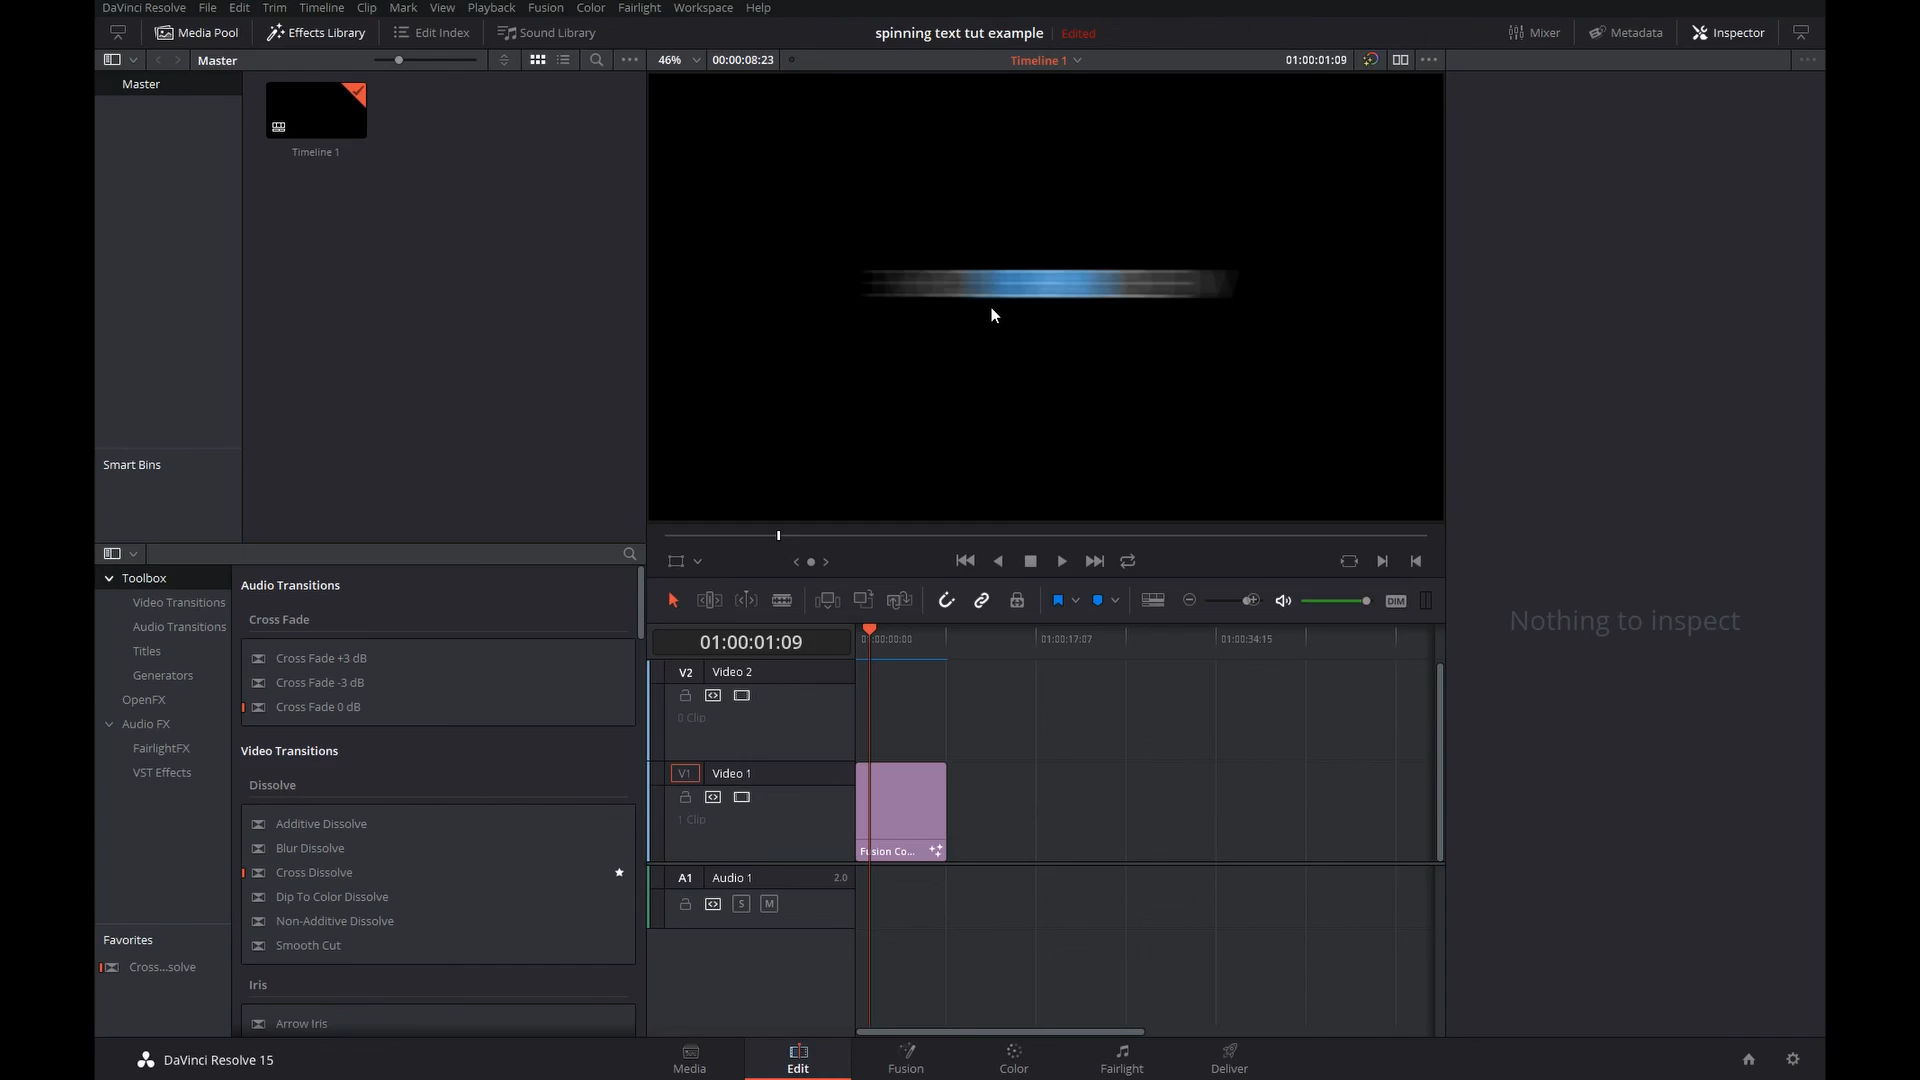 DaVinci Resolve File Edit Trim Timeline Clip Mark View Playback Fusion Color Fairlight Workspace Help
Media Pool Effects Library Edit Index Sound Library spinning text tut example Edited Mixer Metadata Inspector
Master 46% 00:00:08:23 Timeline 1 01:00:01:09
Master
Timeline 1
Smart Bins
Toolbox
Video Transitions
Audio Transitions
Titles
Generators
OpenFX
Audio FX
FairlightFX
VST Effects
Favorites
Cross...solve
Audio Transitions
Cross Fade
Cross Fade +3 dB
Cross Fade -3 dB
Cross Fade 0 dB
Video Transitions
Dissolve
Additive Dissolve
Blur Dissolve
Cross Dissolve
Dip To Color Dissolve
Non-Additive Dissolve
Smooth Cut
Iris
Arrow Iris
DIM
01:00:01:09 01:00:17:07 01:00:34:15
V2 Video 2
0 Clip
V1 Video 1
1 Clip
Fusion Co...
A1 Audio 1 2.0
S M
Nothing to inspect
DaVinci Resolve 15
Media Edit Fusion Color Fairlight Deliver